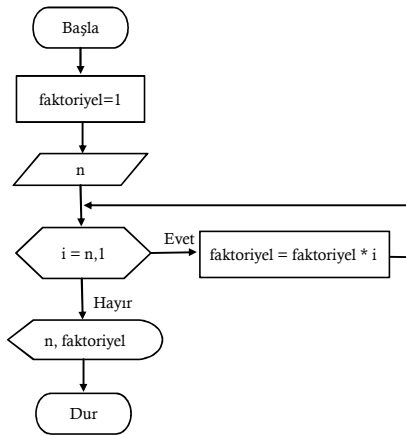 Başla
faktoriyel=1
n
i = n,1
Evet
faktoriyel = faktoriyel * i
Hayır
n, faktoriyel
Dur